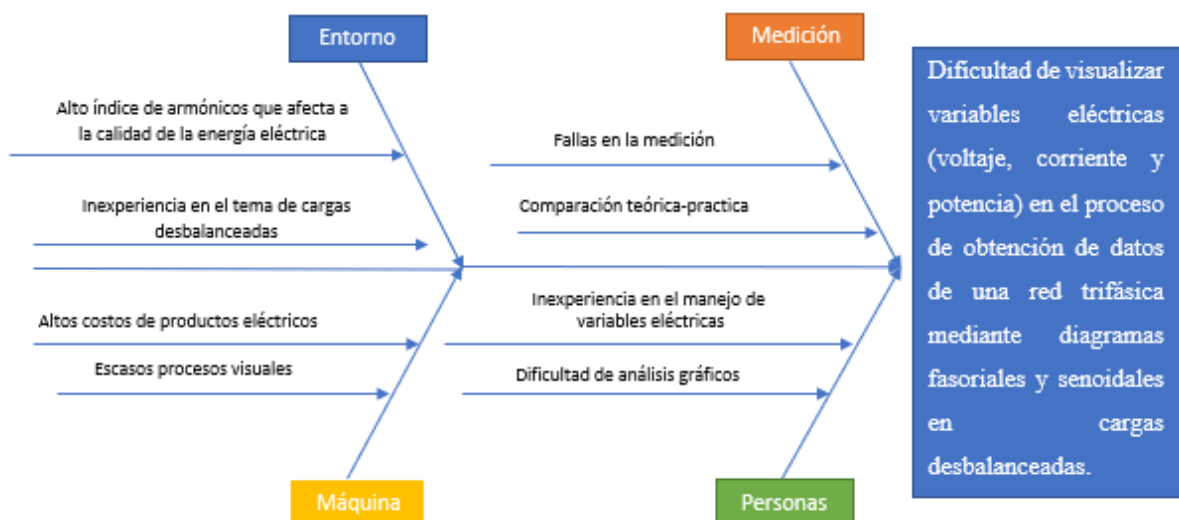 Entorno
Medición
Alto índice de armónicos que afecta a
la calidad de la energía eléctrica
Fallas en la medición
Inexperiencia en el tema de cargas
desbalanceadas
Comparación teórica-practica
Altos costos de productos eléctricos
Escasos procesos visuales
Inexperiencia en el manejo de
variables eléctricas
Dificultad de análisis gráficos
Máquina
Personas
Dificultad de visualizar
variables eléctricas
(voltaje, corriente y
potencia) en el proceso
de obtención de datos
de una red trifásica
mediante diagramas
fasoriales y senoidales
en cargas
desbalanceadas.